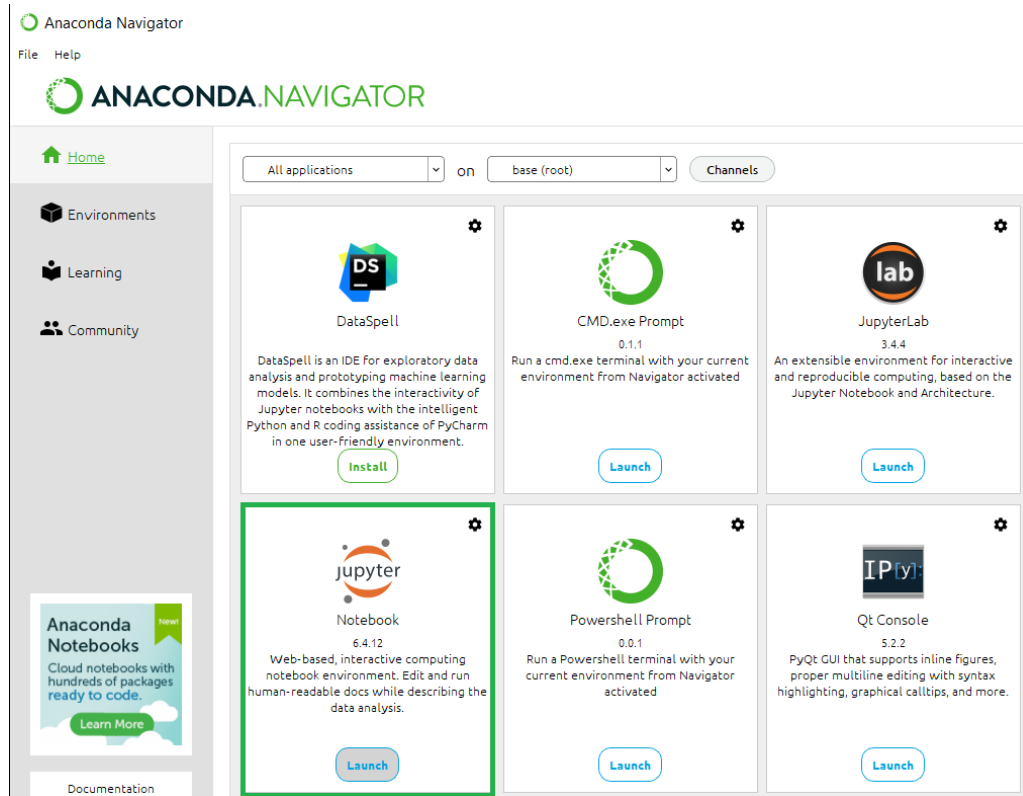 Anaconda Navigator
File Help
ANACONDA.NAVIGATOR
Home
Environments
Learning
Community
All applications on base (root) Channels
DS
DataSpell
DataSpell is an IDE for exploratory data
analysis and prototyping machine learning
models. It combines the interactivity of
Jupyter notebooks with the intelligent
Python and R coding assistance of PyCharm
in one user-friendly environment.
Install
CMD.exe Prompt
0.1.1
Run a cmd.exe terminal with your current
environment from Navigator activated
Launch
lab
JupyterLab
3.4.4
An extensible environment for interactive
and reproducible computing, based on the
Jupyter Notebook and Architecture.
Launch
jupyter
Notebook
6.4.12
Web-based, interactive computing
notebook environment. Edit and run
human-readable docs while describing the
data analysis.
Launch
Powershell Prompt
0.0.1
Run a Powershell terminal with your
current environment from Navigator
activated
Launch
IP[y]:
Qt Console
5.2.2
PyQt GUI that supports inline figures,
proper multiline editing with syntax
highlighting, graphical calltips, and more.
Launch
New!
Anaconda
Notebooks
Cloud notebooks with
hundreds of packages
ready to code.
Learn More
Documentation